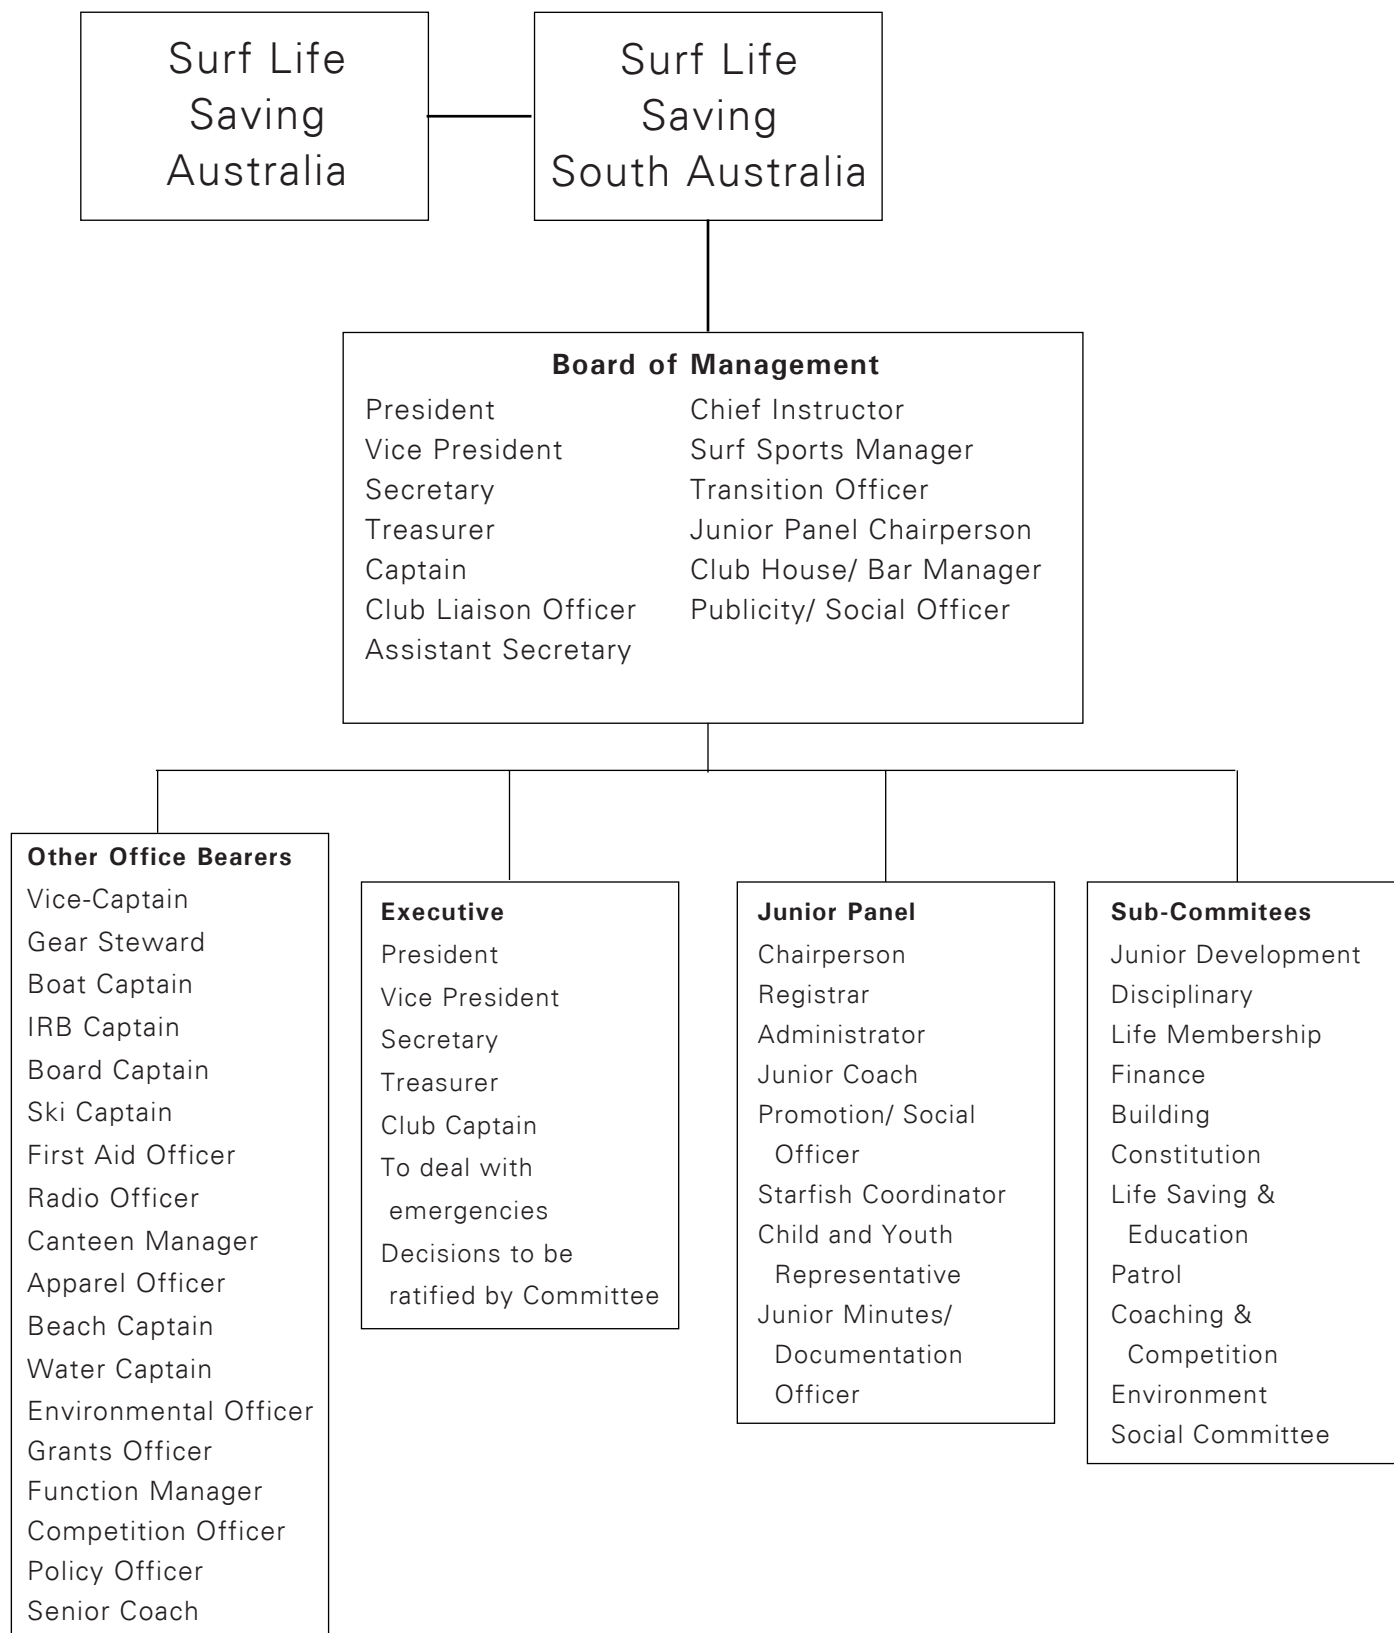 Surf Life
Saving
Australia
Surf Life
Saving
South Australia
Board of Management
President
Vice President
Secretary
Treasurer
Captain
Club Liaison Officer
Assistant Secretary
Chief Instructor
Surf Sports Manager
Transition Officer
Junior Panel Chairperson
Club House/ Bar Manager
Publicity/ Social Officer
Other Office Bearers
Vice-Captain
Gear Steward
Boat Captain
IRB Captain
Board Captain
Ski Captain
First Aid Officer
Radio Officer
Canteen Manager
Apparel Officer
Beach Captain
Water Captain
Environmental Officer
Grants Officer
Function Manager
Competition Officer
Policy Officer
Senior Coach
Executive
President
Vice President
Secretary
Treasurer
Club Captain
To deal with
emergencies
Decisions to be
ratified by Committee
Junior Panel
Chairperson
Registrar
Administrator
Junior Coach
Promotion/ Social
Officer
Starfish Coordinator
Child and Youth
Representative
Junior Minutes/
Documentation
Officer
Sub-Commitees
Junior Development
Disciplinary
Life Membership
Finance
Building
Constitution
Life Saving &
Education
Patrol
Coaching &
Competition
Environment
Social Committee